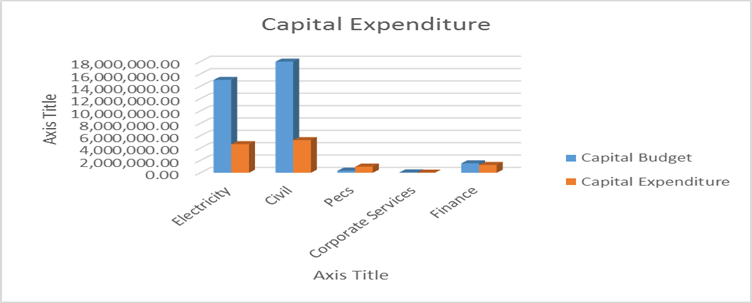 Capital Expenditure
Axis Title
18,000,000.00
16,000,000.00
14,000,000.00
12,000,000.00
10,000,000.00
8,000,000.00
6,000,000.00
4,000,000.00
2,000,000.00
0.00
Electricity
Civil
Pecs
Corporate Services
Finance
Axis Title
Capital Budget
Capital Expenditure